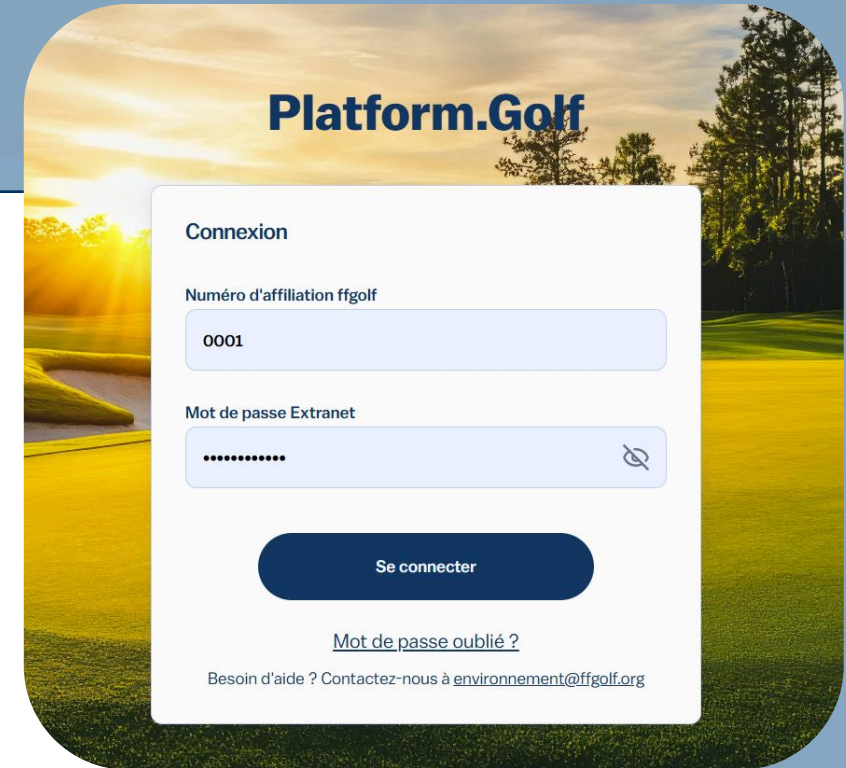 Platform.Golf
Connexion
Numéro d'affiliation ffgolf
0001
Mot de passe Extranet
••••••••••••
Se connecter
Mot de passe oublié ?
Besoin d'aide ? Contactez-nous à environnement@ffgolf.org